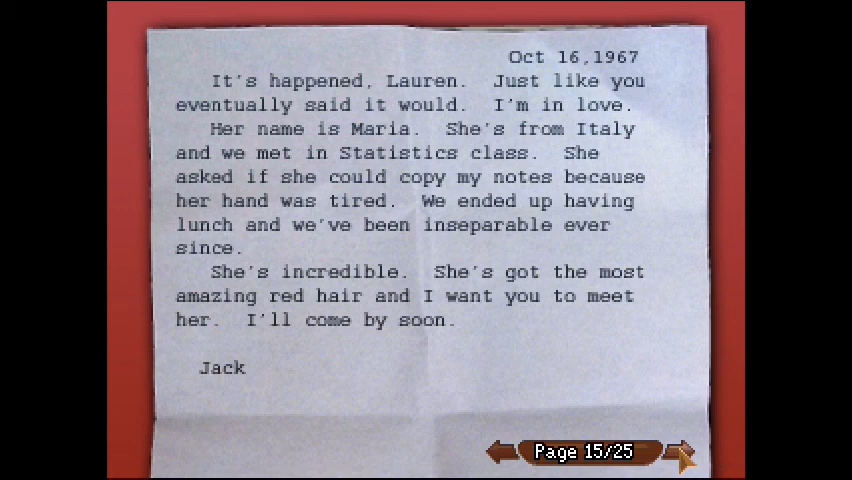 Oct 16,1967
It's happened, Lauren. Just like you
eventually said it would. I'm in love.
Her name is Maria. She's from Italy
and we met in Statistics class. She
asked if she could copy my notes because
her hand was tired. We ended up having
lunch and we've been inseparable ever
since.
She's incredible. She's got the most
amazing red hair and I want you to meet
her. I'll come by soon.
Jack
Page 15/25